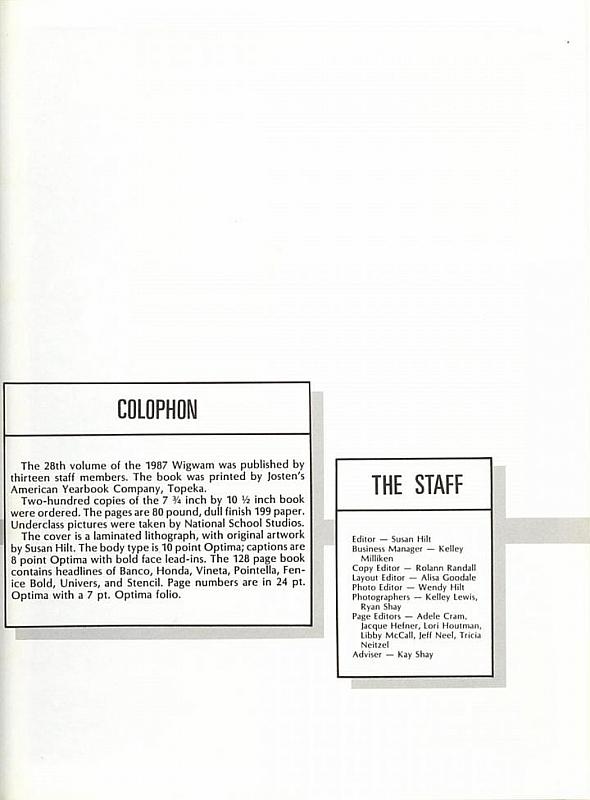 COLOPHON
The 28th volume of the 1987 Wigwam was published by
thirteen staff members. The book was printed by Josten's
American Yearbook Company, Topeka.
Two-hundred copies of the 7 ¾ inch by 10 ½ inch book
were ordered. The pages are 80 pound, dull finish 199 paper.
Underclass pictures were taken by National School Studios.
The cover is a laminated lithograph, with original artwork
by Susan Hilt. The body type is 10 point Optima; captions are
8 point Optima with bold face lead-ins. The 128 page book
contains headlines of Banco, Honda, Vineta, Pointella, Fen-
ice Bold, Univers, and Stencil. Page numbers are in 24 pt.
Optima with a 7 pt. Optima folio.
THE STAFF
Editor — Susan Hilt
Business Manager — Kelley
Milliken
Copy Editor — Rolann Randall
Layout Editor — Alisa Goodale
Photo Editor — Wendy Hilt
Photographers — Kelley Lewis,
Ryan Shay
Page Editors — Adele Cram,
Jacque Hefner, Lori Houtman,
Libby McCall, Jeff Neel, Tricia
Neitzel
Adviser — Kay Shay